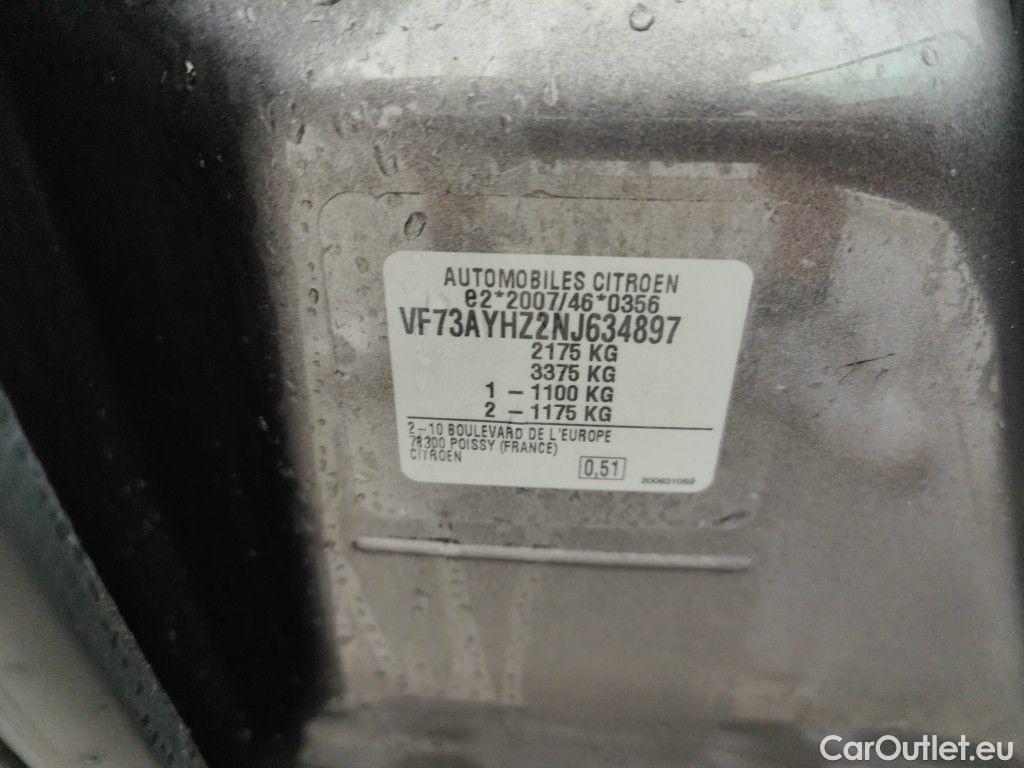 AUTOMOBILES CITROEN
e2*2007/46*0356
VF73AYHZ2NJ634897
2175 KG
3375 KG
1 – 1100 KG
2 – 1175 KG
2–10 BOULEVARD DE L'EUROPE
78300 POISSY (FRANCE)
CITROEN
0,51
200631059
CarOutlet.eu